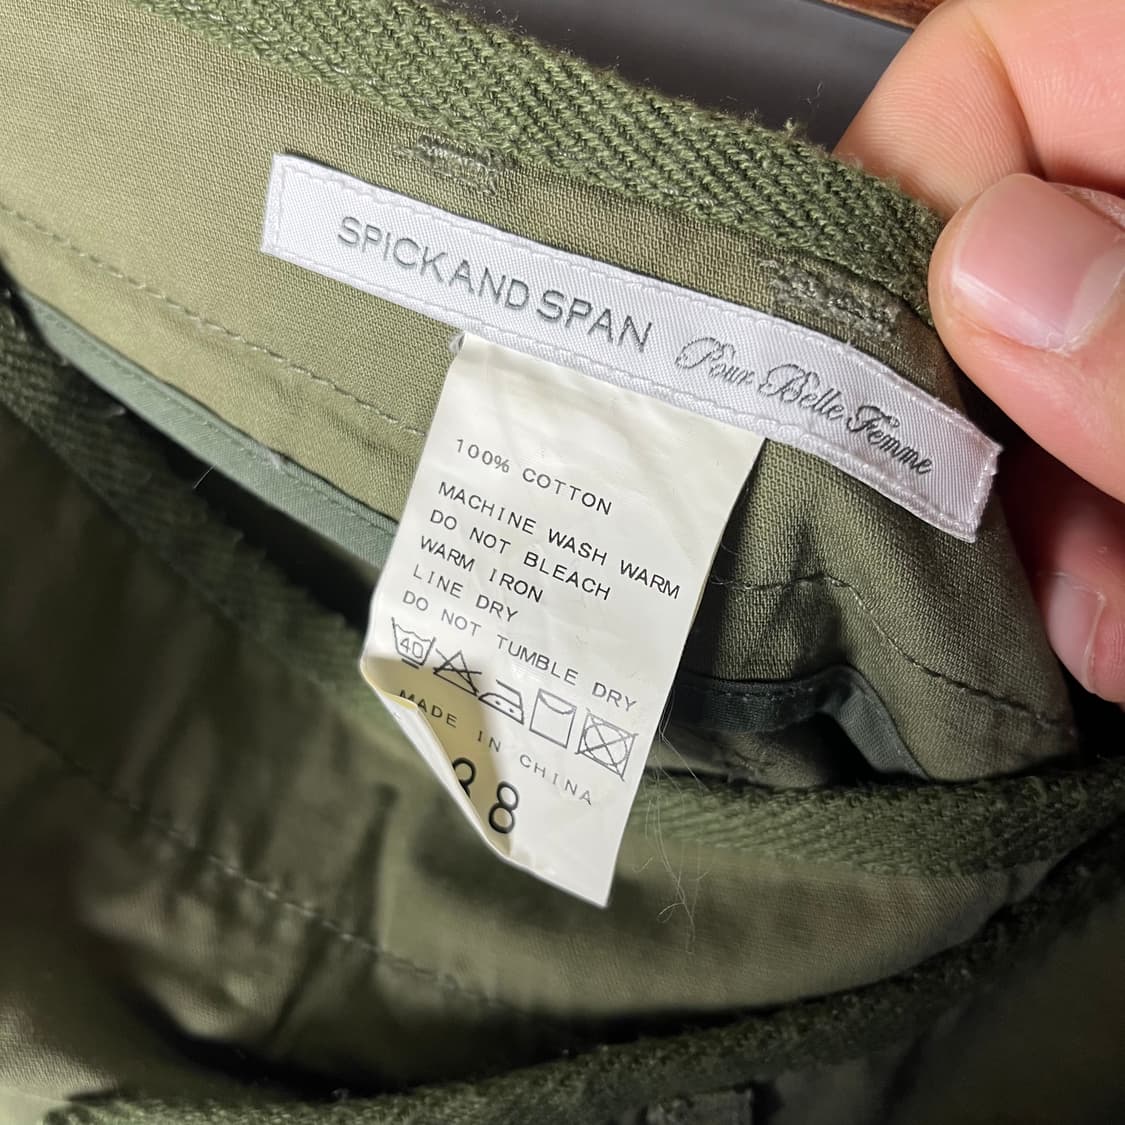 SPICK AND SPAN Pour Belle Femme
100% COTTON
MACHINE WASH WARM
DO NOT BLEACH
WARM IRON
LINE DRY
DO NOT TUMBLE DRY
40
MADE IN CHINA
38